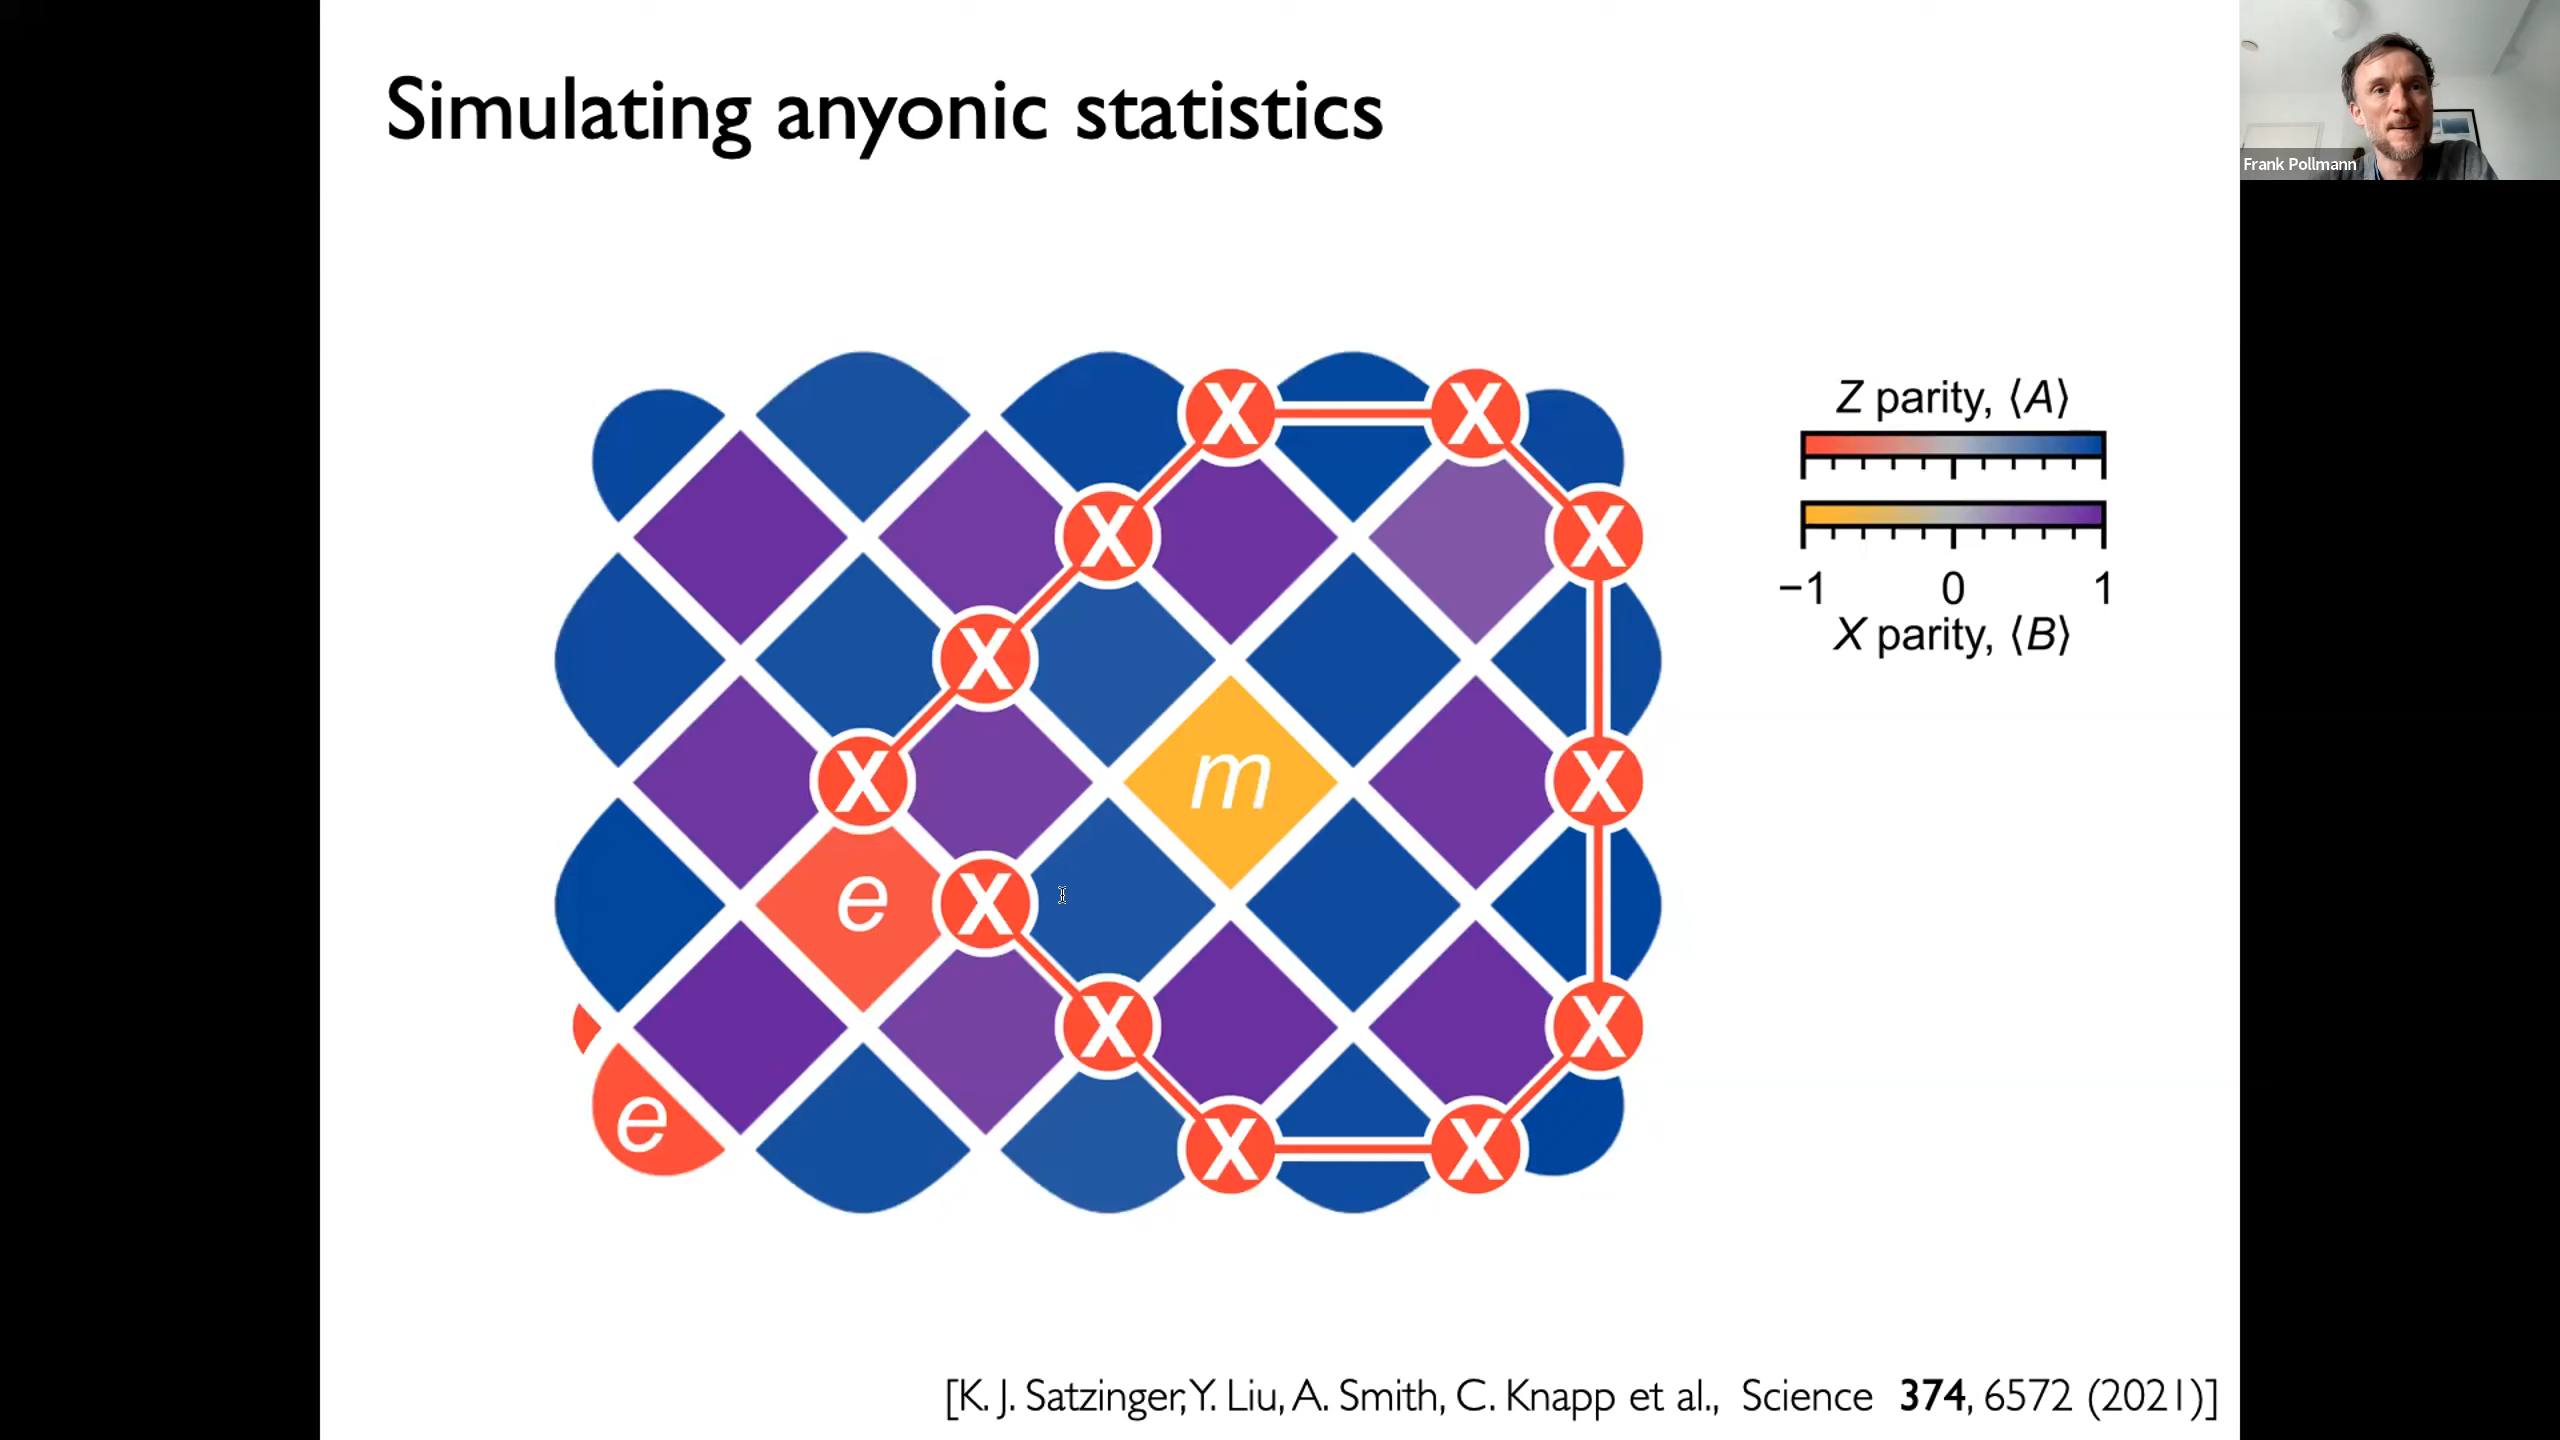 Simulating anyonic statistics
Frank Pollmann
Z parity, ⟨A⟩
−1 0 1
X parity, ⟨B⟩
X X
X X
X
X m X
e X
X X
e X X
[K. J. Satzinger, Y. Liu, A. Smith, C. Knapp et al., Science 374, 6572 (2021)]